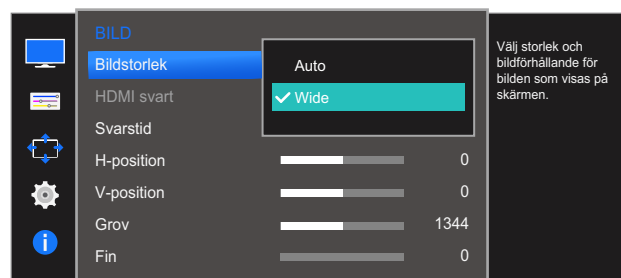 BILD
Bildstorlek
Auto
Wide
HDMI svart
Svarstid
H-position 0
V-position 0
Grov 1344
Fin 0
Välj storlek och
bildförhållande för
bilden som visas på
skärmen.